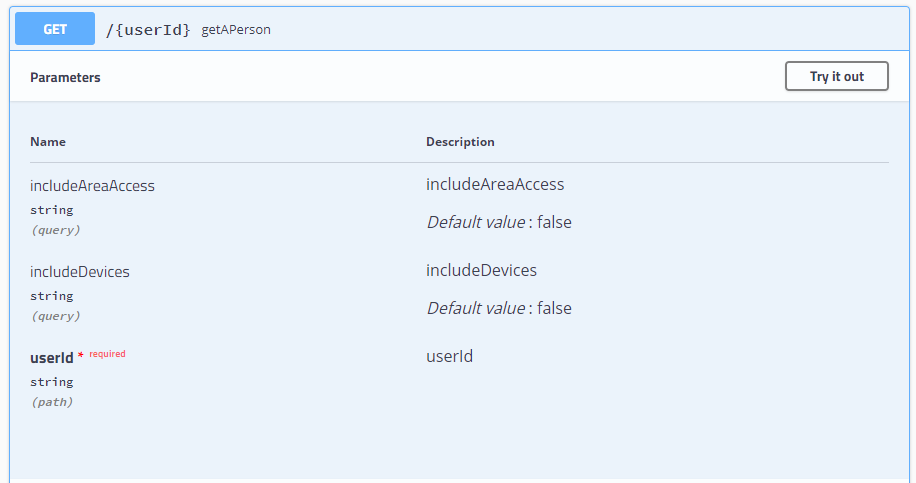 GET /{userId} getAPerson
Parameters Try it out
Name Description
includeAreaAccess includeAreaAccess
string
(query) Default value : false
includeDevices includeDevices
string
(query) Default value : false
userId * required userId
string
(path)